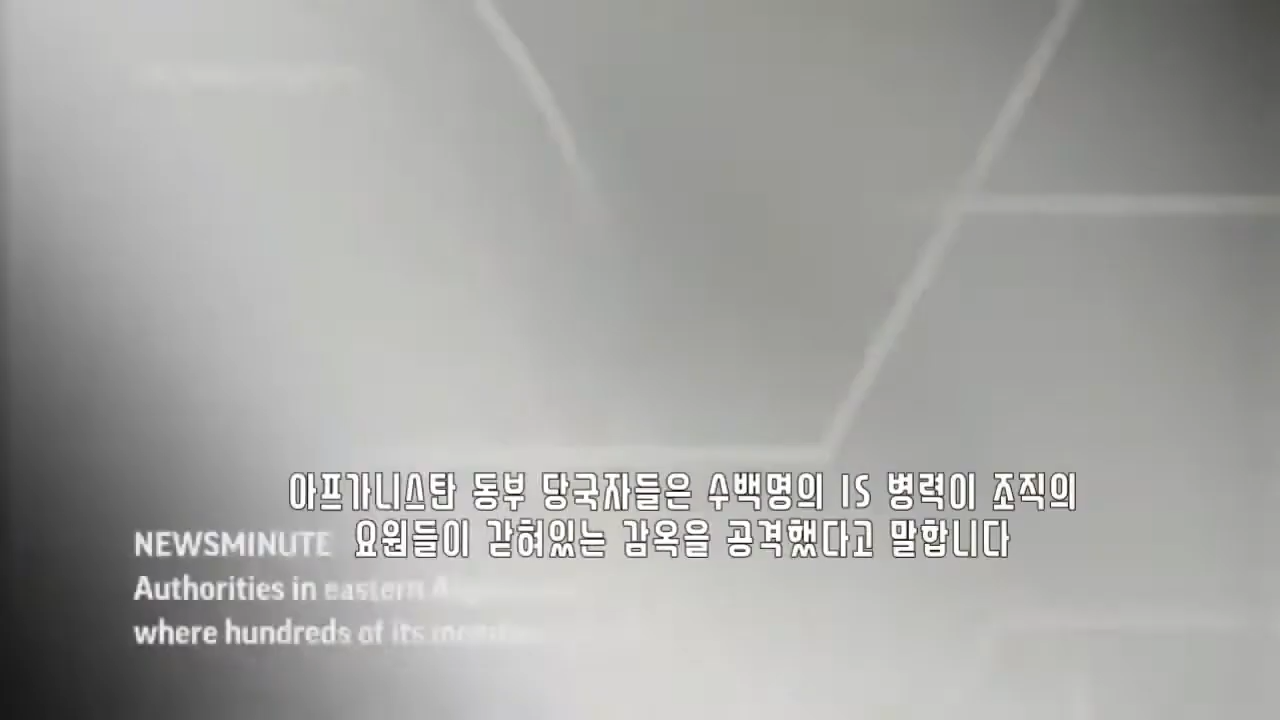 아프가니스탄 동부 당국자들은 수백명의 IS 병력이 조직의
요원들이 갇혀있는 감옥을 공격했다고 말합니다
NEWSMINUTE
Authorities in eastern
where hundreds of its